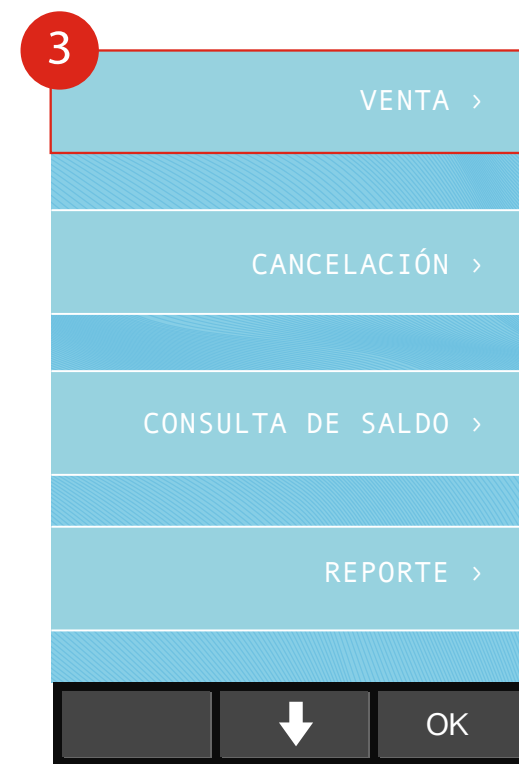 3
VENTA >
CANCELACIÓN >
CONSULTA DE SALDO >
REPORTE >
OK